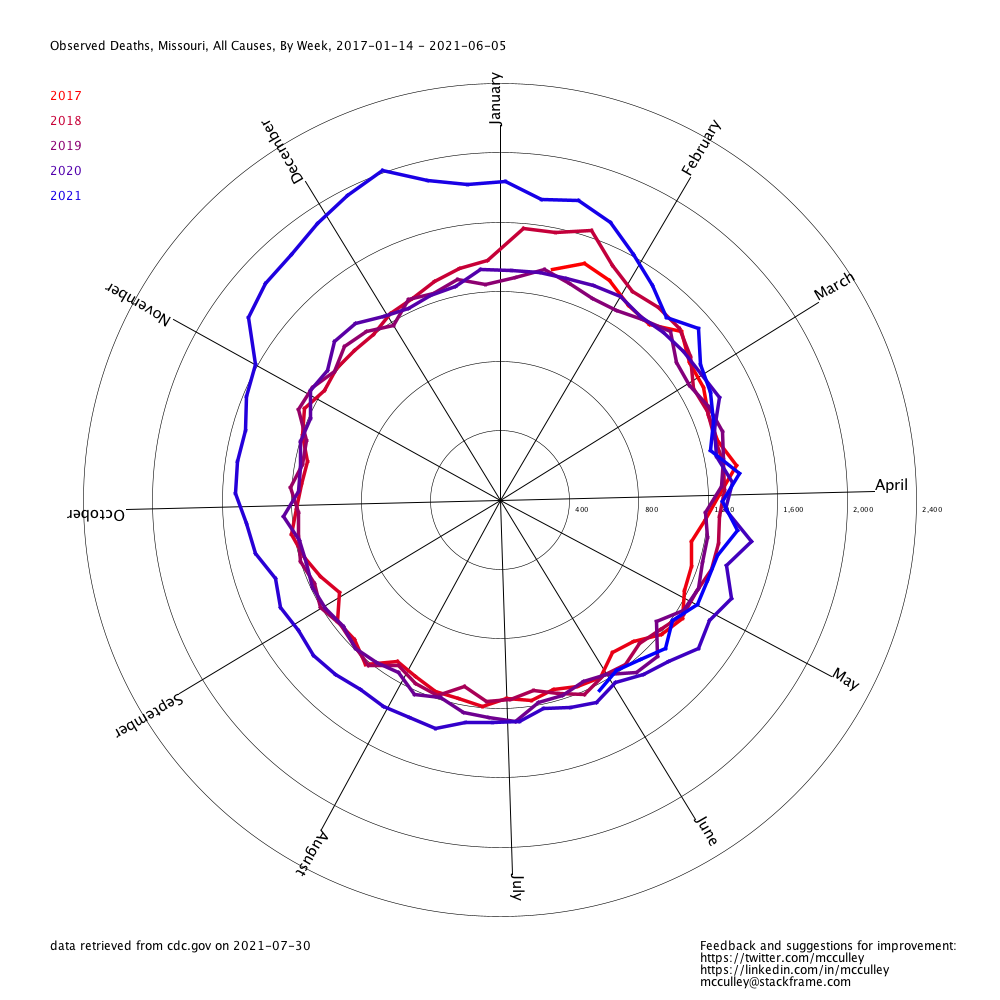 Observed Deaths, Missouri, All Causes, By Week, 2017-01-14 - 2021-06-05
2017
2018
2019
2020
2021
January
February
March
April
May
June
July
August
September
October
November
December
400
800
1,200
1,600
2,000
2,400
data retrieved from cdc.gov on 2021-07-30
Feedback and suggestions for improvement:
https://twitter.com/mcculley
https://linkedin.com/in/mcculley
mcculley@stackframe.com